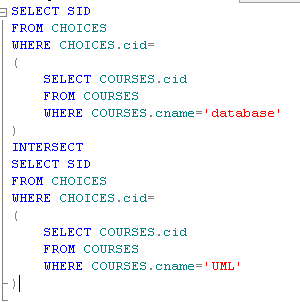 SELECT SID
FROM CHOICES
WHERE CHOICES.cid=
(
    SELECT COURSES.cid
    FROM COURSES
    WHERE COURSES.cname='database'
)
INTERSECT
SELECT SID
FROM CHOICES
WHERE CHOICES.cid=
(
    SELECT COURSES.cid
    FROM COURSES
    WHERE COURSES.cname='UML'
)